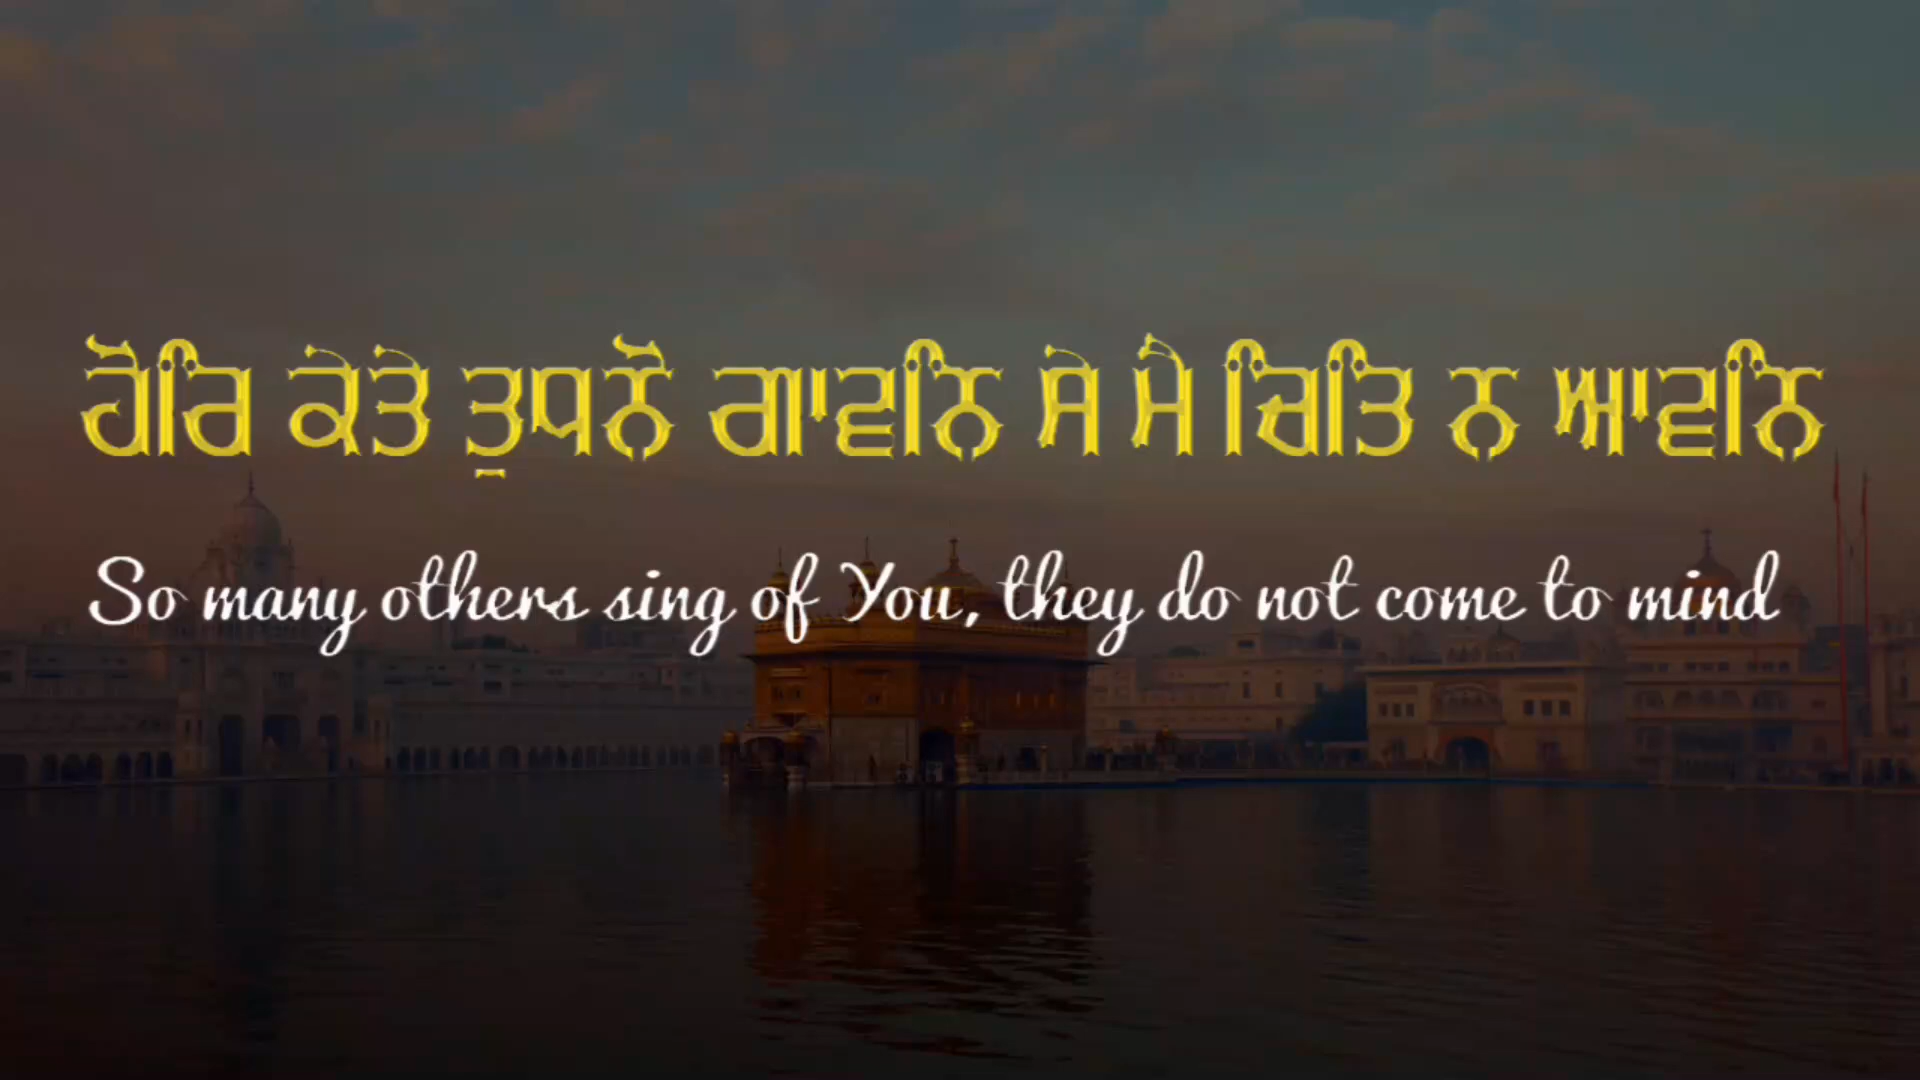 ਹੋਰਿ ਕੇਤੇ ਤੁਧਨੋ ਗਾਵਨਿ ਸੇ ਮੈ ਚਿਤਿ ਨ ਆਵਨਿ
So many others sing of You, they do not come to mind